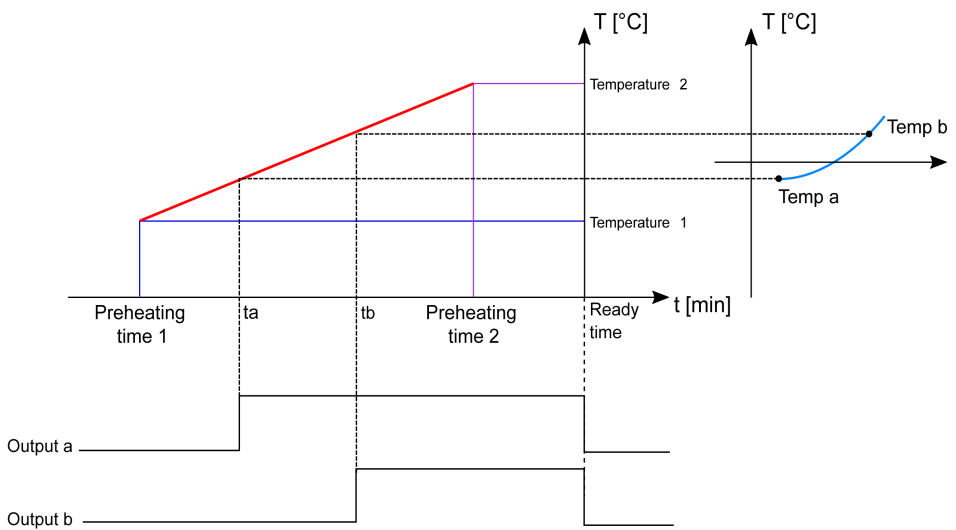 T [°C]
T [°C]
Temperature 2
Temp b
Temp a
Temperature 1
Preheating
time 1
ta
tb
Preheating
time 2
Ready
time
t [min]
Output a
Output b